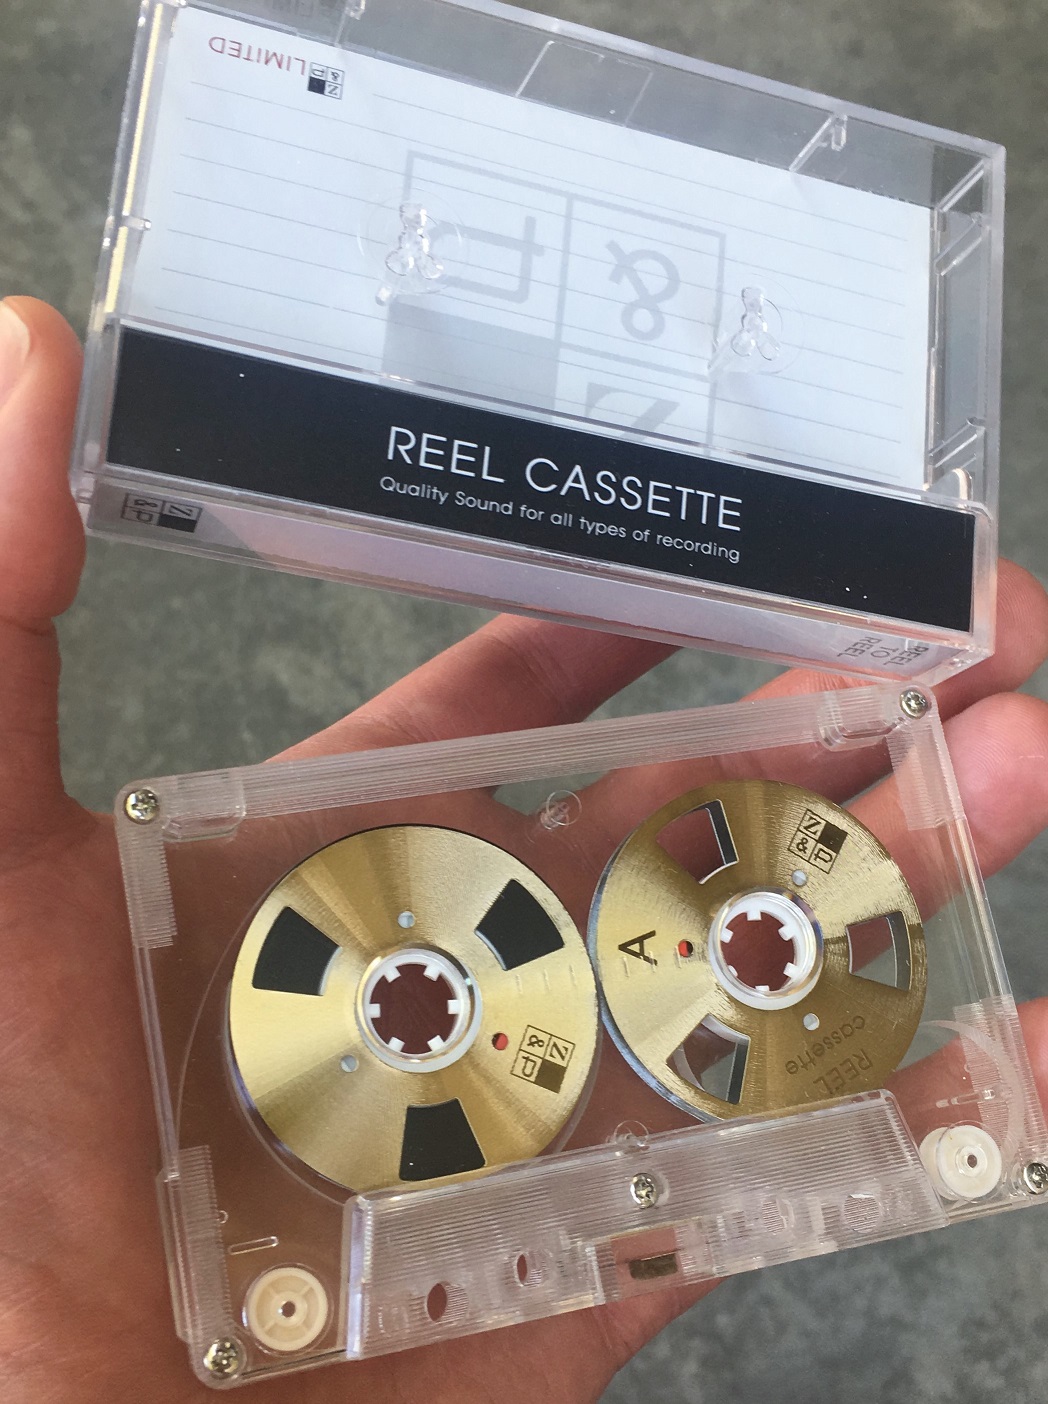 LIMITED
Z
& P
P
&
Z
REEL CASSETTE
Quality Sound for all types of recording
Z
& P
REEL
TO
REEL
Z
& P
A
Z
& P
REEL
cassette